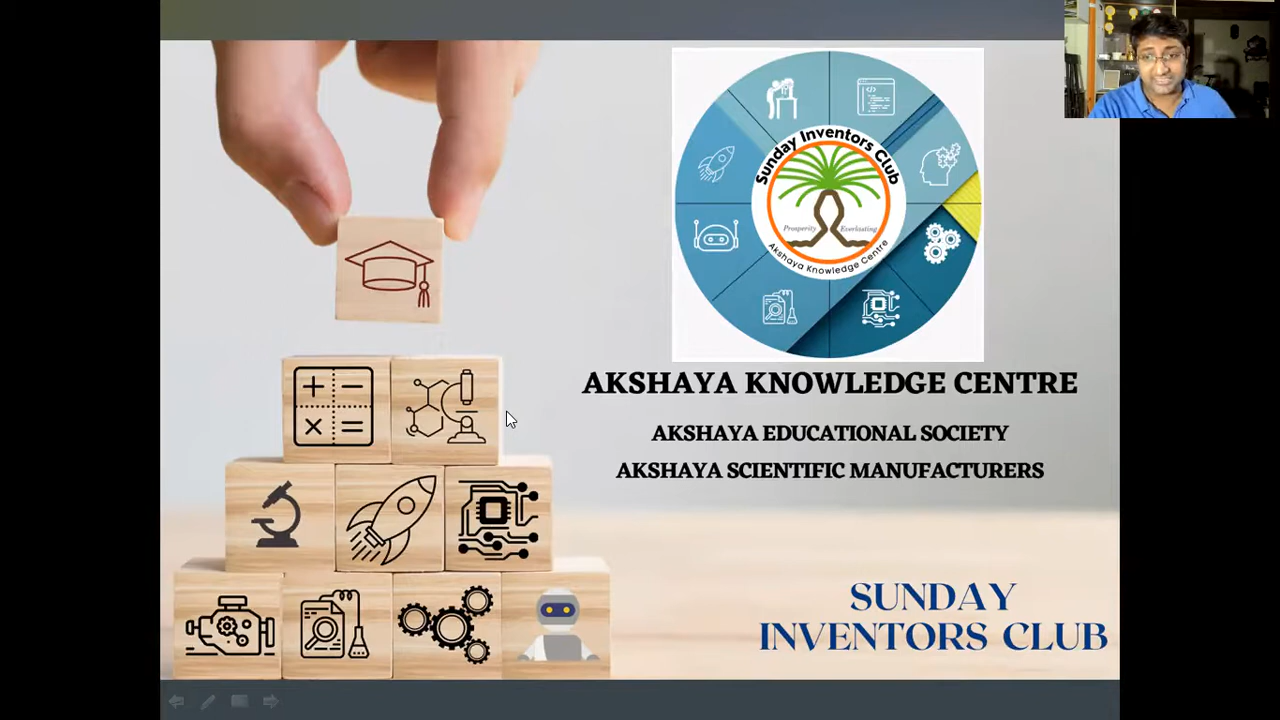 Sunday Inventors Club
Prosperity Everlasting
Akshaya Knowledge Centre
AKSHAYA KNOWLEDGE CENTRE
AKSHAYA EDUCATIONAL SOCIETY
AKSHAYA SCIENTIFIC MANUFACTURERS
SUNDAY
INVENTORS CLUB